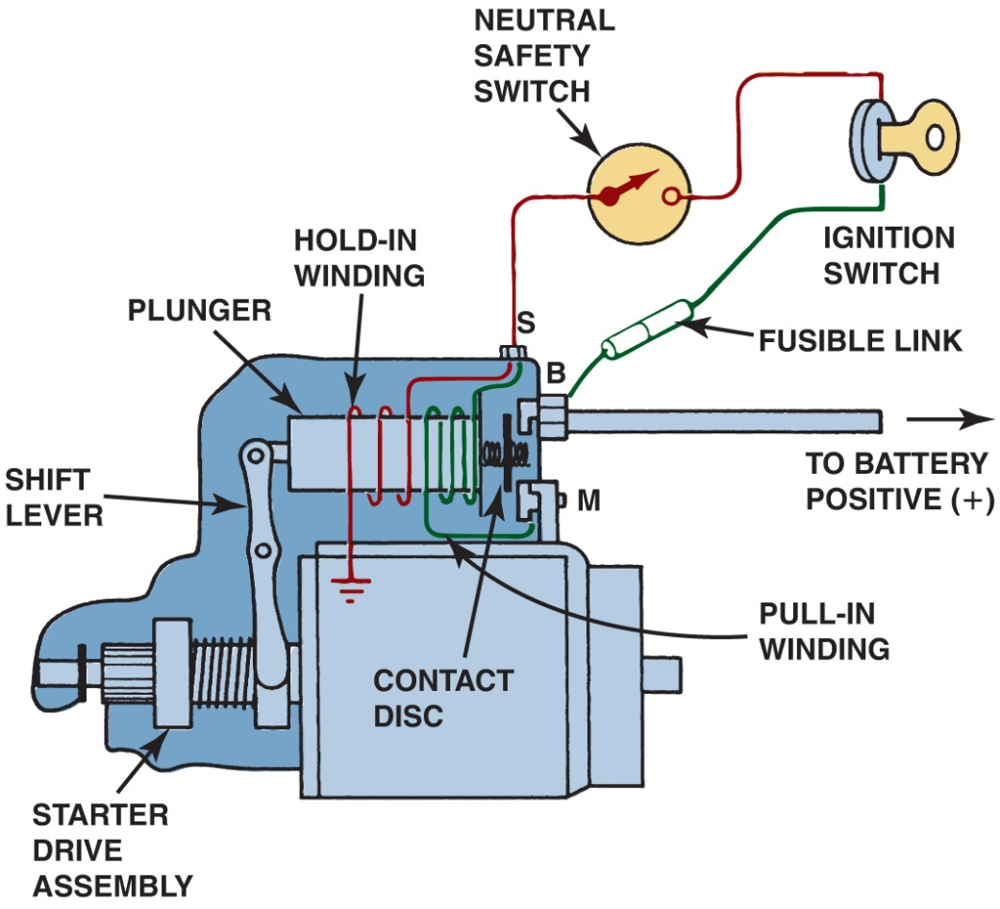 NEUTRAL
SAFETY
SWITCH
HOLD-IN
WINDING
IGNITION
SWITCH
PLUNGER
S
FUSIBLE LINK
B
TO BATTERY
POSITIVE (+)
SHIFT
LEVER
M
PULL-IN
WINDING
CONTACT
DISC
STARTER
DRIVE
ASSEMBLY